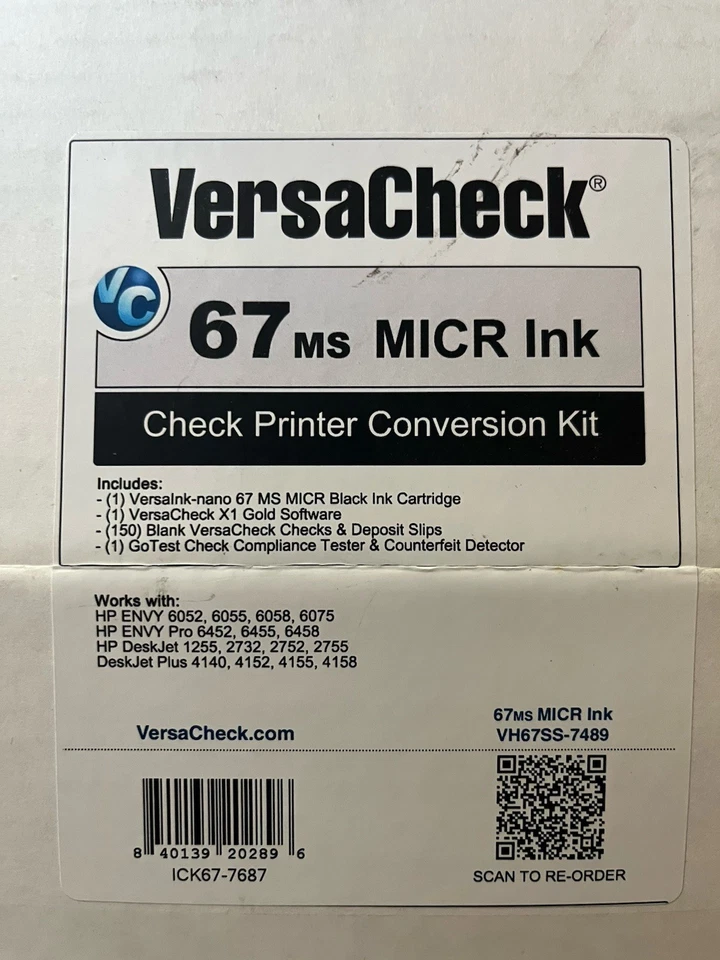 VersaCheck®
VC
67 MS MICR Ink
Check Printer Conversion Kit
Includes:
- (1) VersaInk-nano 67 MS MICR Black Ink Cartridge
- (1) VersaCheck X1 Gold Software
- (150) Blank VersaCheck Checks & Deposit Slips
- (1) GoTest Check Compliance Tester & Counterfeit Detector
Works with:
HP ENVY 6052, 6055, 6058, 6075
HP ENVY Pro 6452, 6455, 6458
HP DeskJet 1255, 2732, 2752, 2755
DeskJet Plus 4140, 4152, 4155, 4158
VersaCheck.com
67MS MICR Ink
VH67SS-7489
8 40139 20289 6
ICK67-7687
SCAN TO RE-ORDER